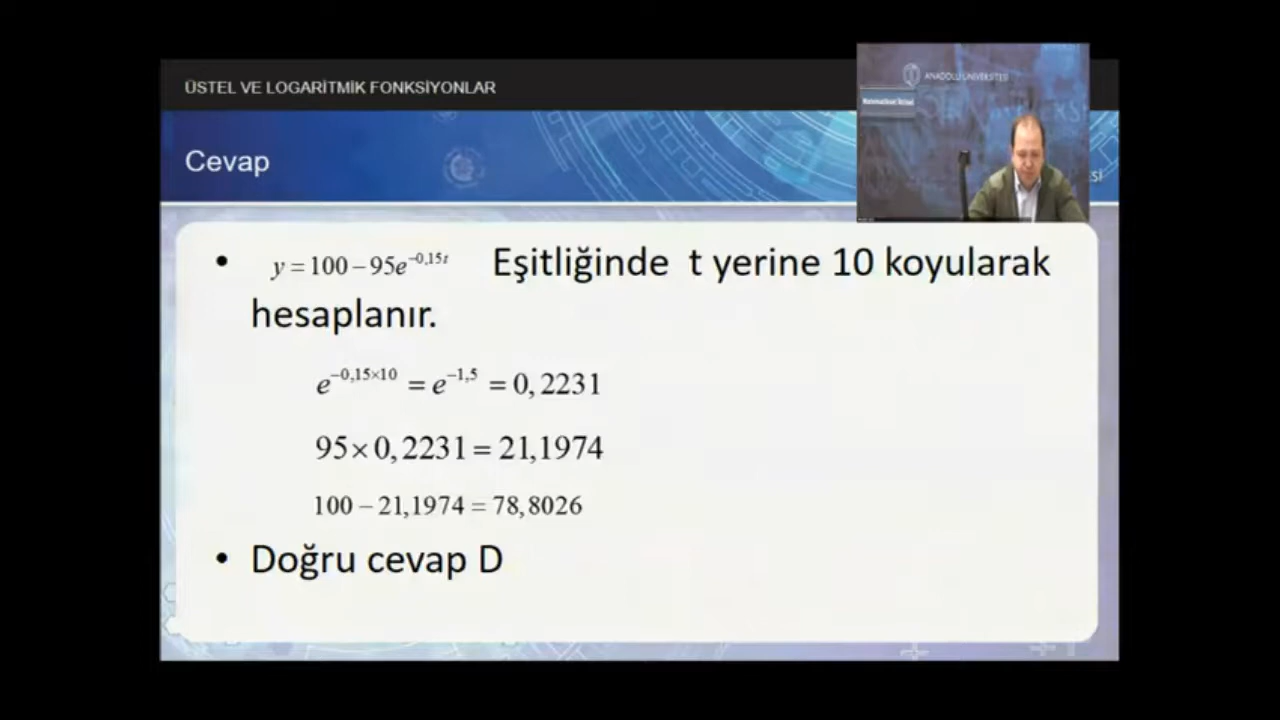 ÜSTEL VE LOGARİTMİK FONKSİYONLAR
ANADOLU ÜNİVERSİTESİ
Cevap
• y = 100 – 95e^–0,15t Eşitliğinde t yerine 10 koyularak
hesaplanır.
e^–0,15×10 = e^–1,5 = 0, 2231
95 × 0, 2231 = 21,1974
100 – 21,1974 = 78,8026
• Doğru cevap D